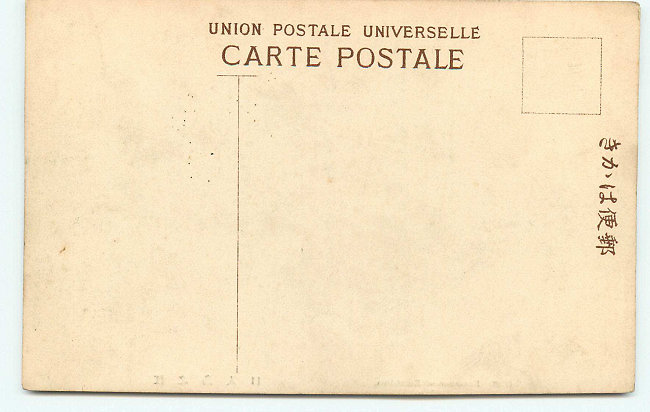 UNION POSTALE UNIVERSELLE
CARTE POSTALE
郵便はかき